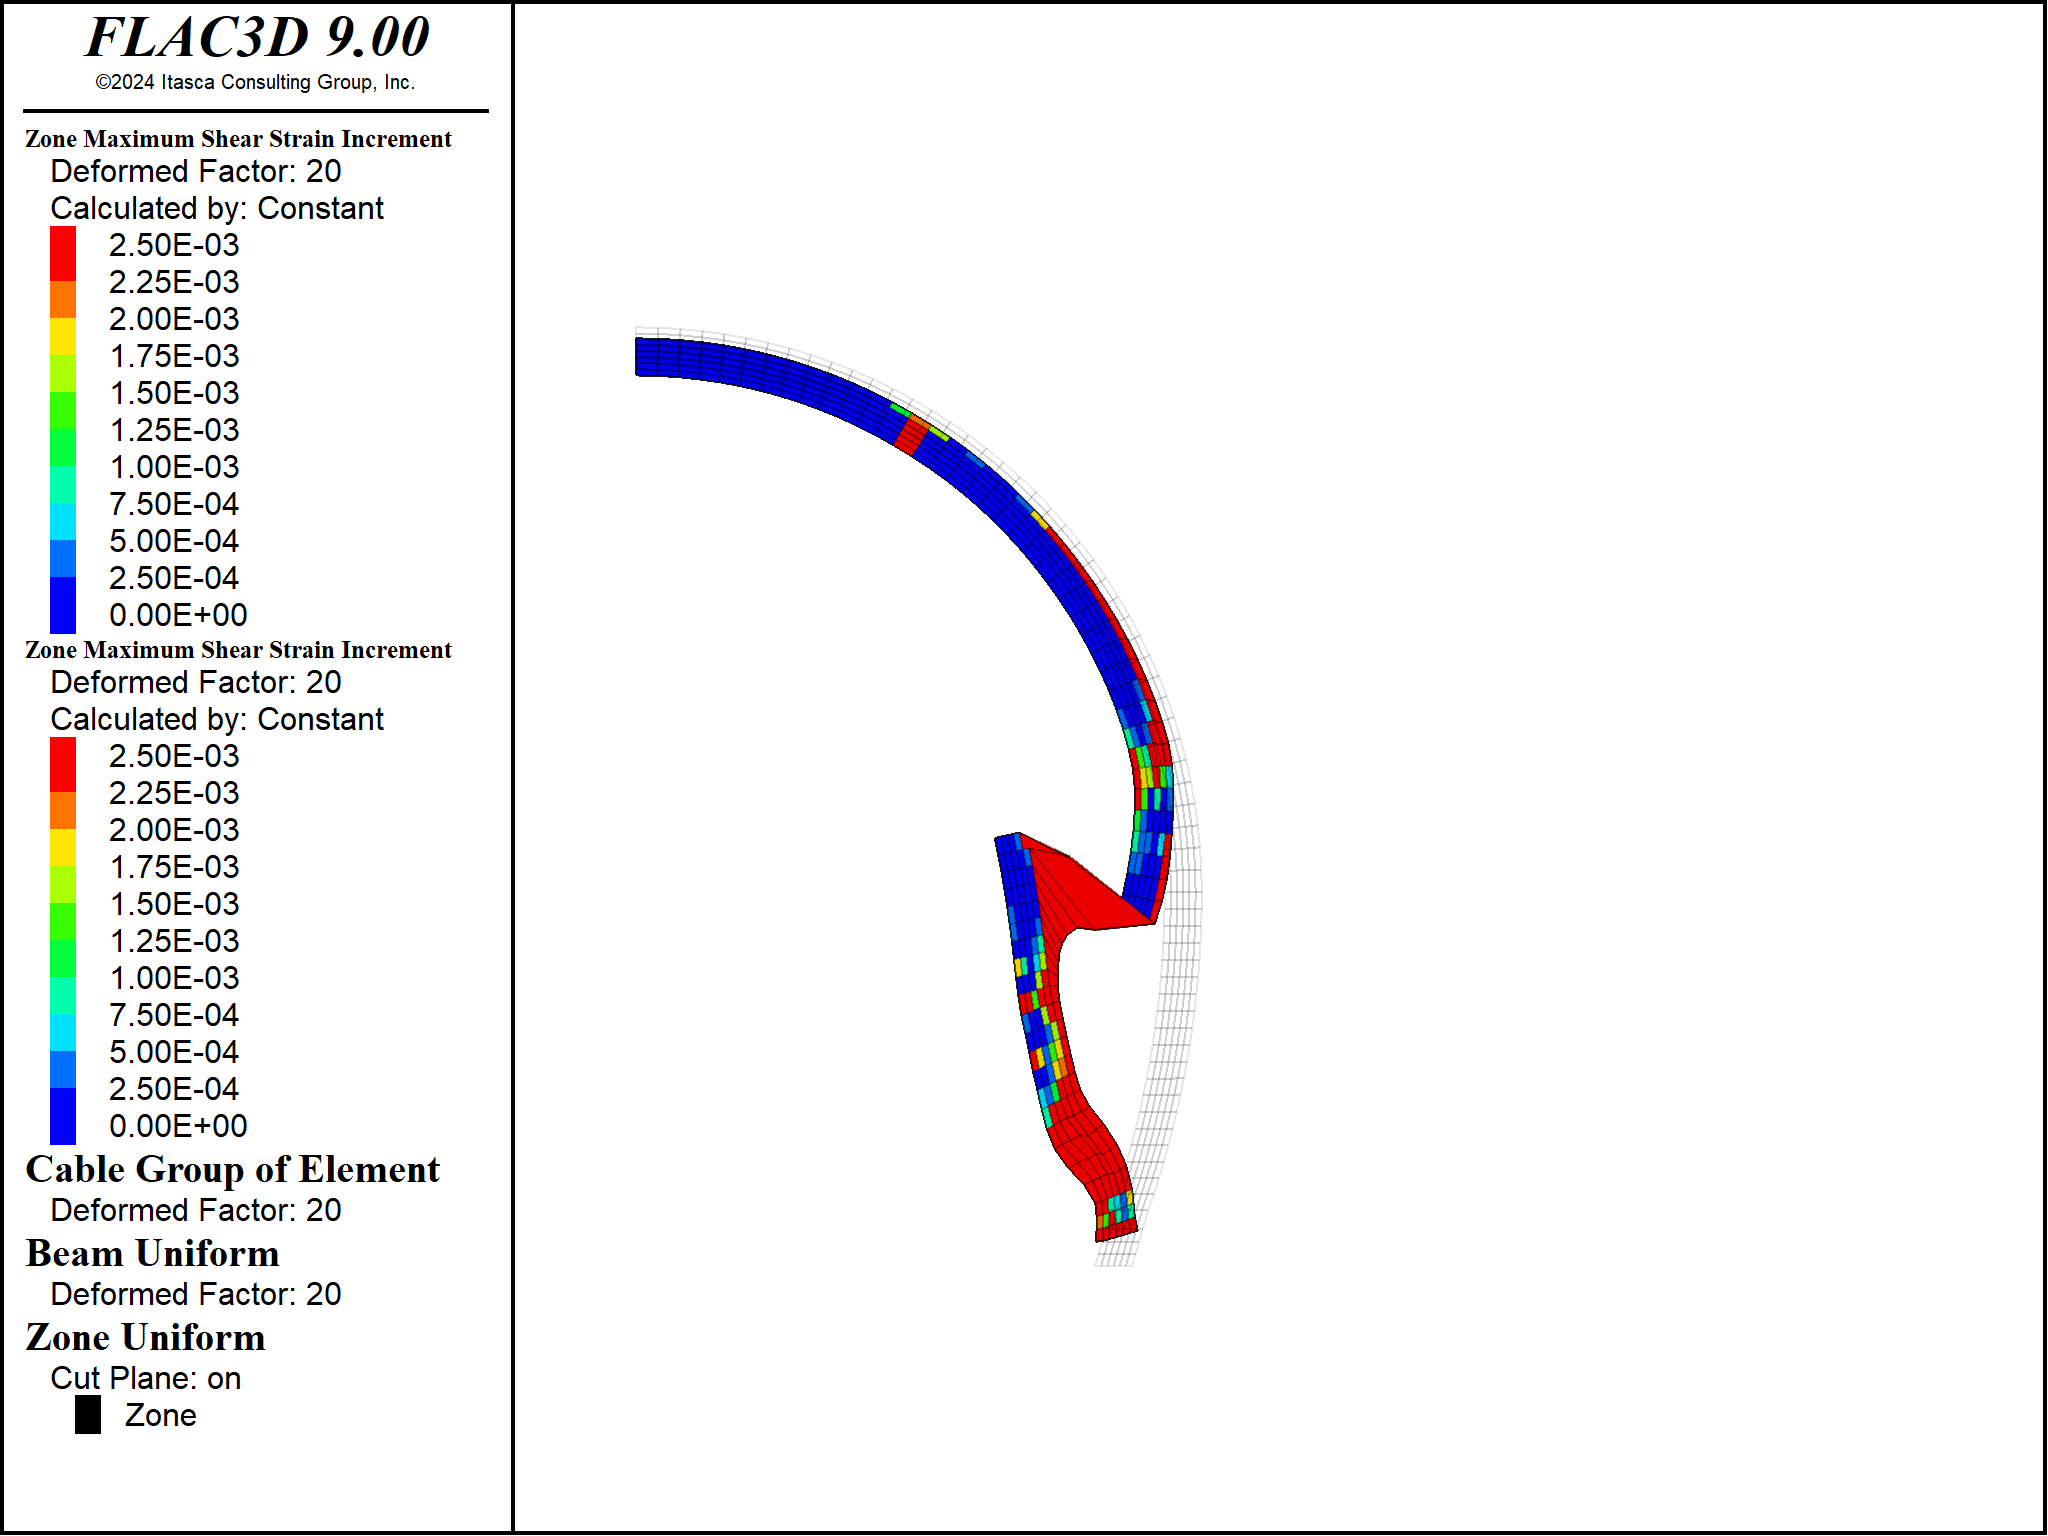 FLAC3D 9.00
©2024 Itasca Consulting Group, Inc.
Zone Maximum Shear Strain Increment
Deformed Factor: 20
Calculated by: Constant
2.50E-03
2.25E-03
2.00E-03
1.75E-03
1.50E-03
1.25E-03
1.00E-03
7.50E-04
5.00E-04
2.50E-04
0.00E+00
Zone Maximum Shear Strain Increment
Deformed Factor: 20
Calculated by: Constant
2.50E-03
2.25E-03
2.00E-03
1.75E-03
1.50E-03
1.25E-03
1.00E-03
7.50E-04
5.00E-04
2.50E-04
0.00E+00
Cable Group of Element
Deformed Factor: 20
Beam Uniform
Deformed Factor: 20
Zone Uniform
Cut Plane: on
Zone